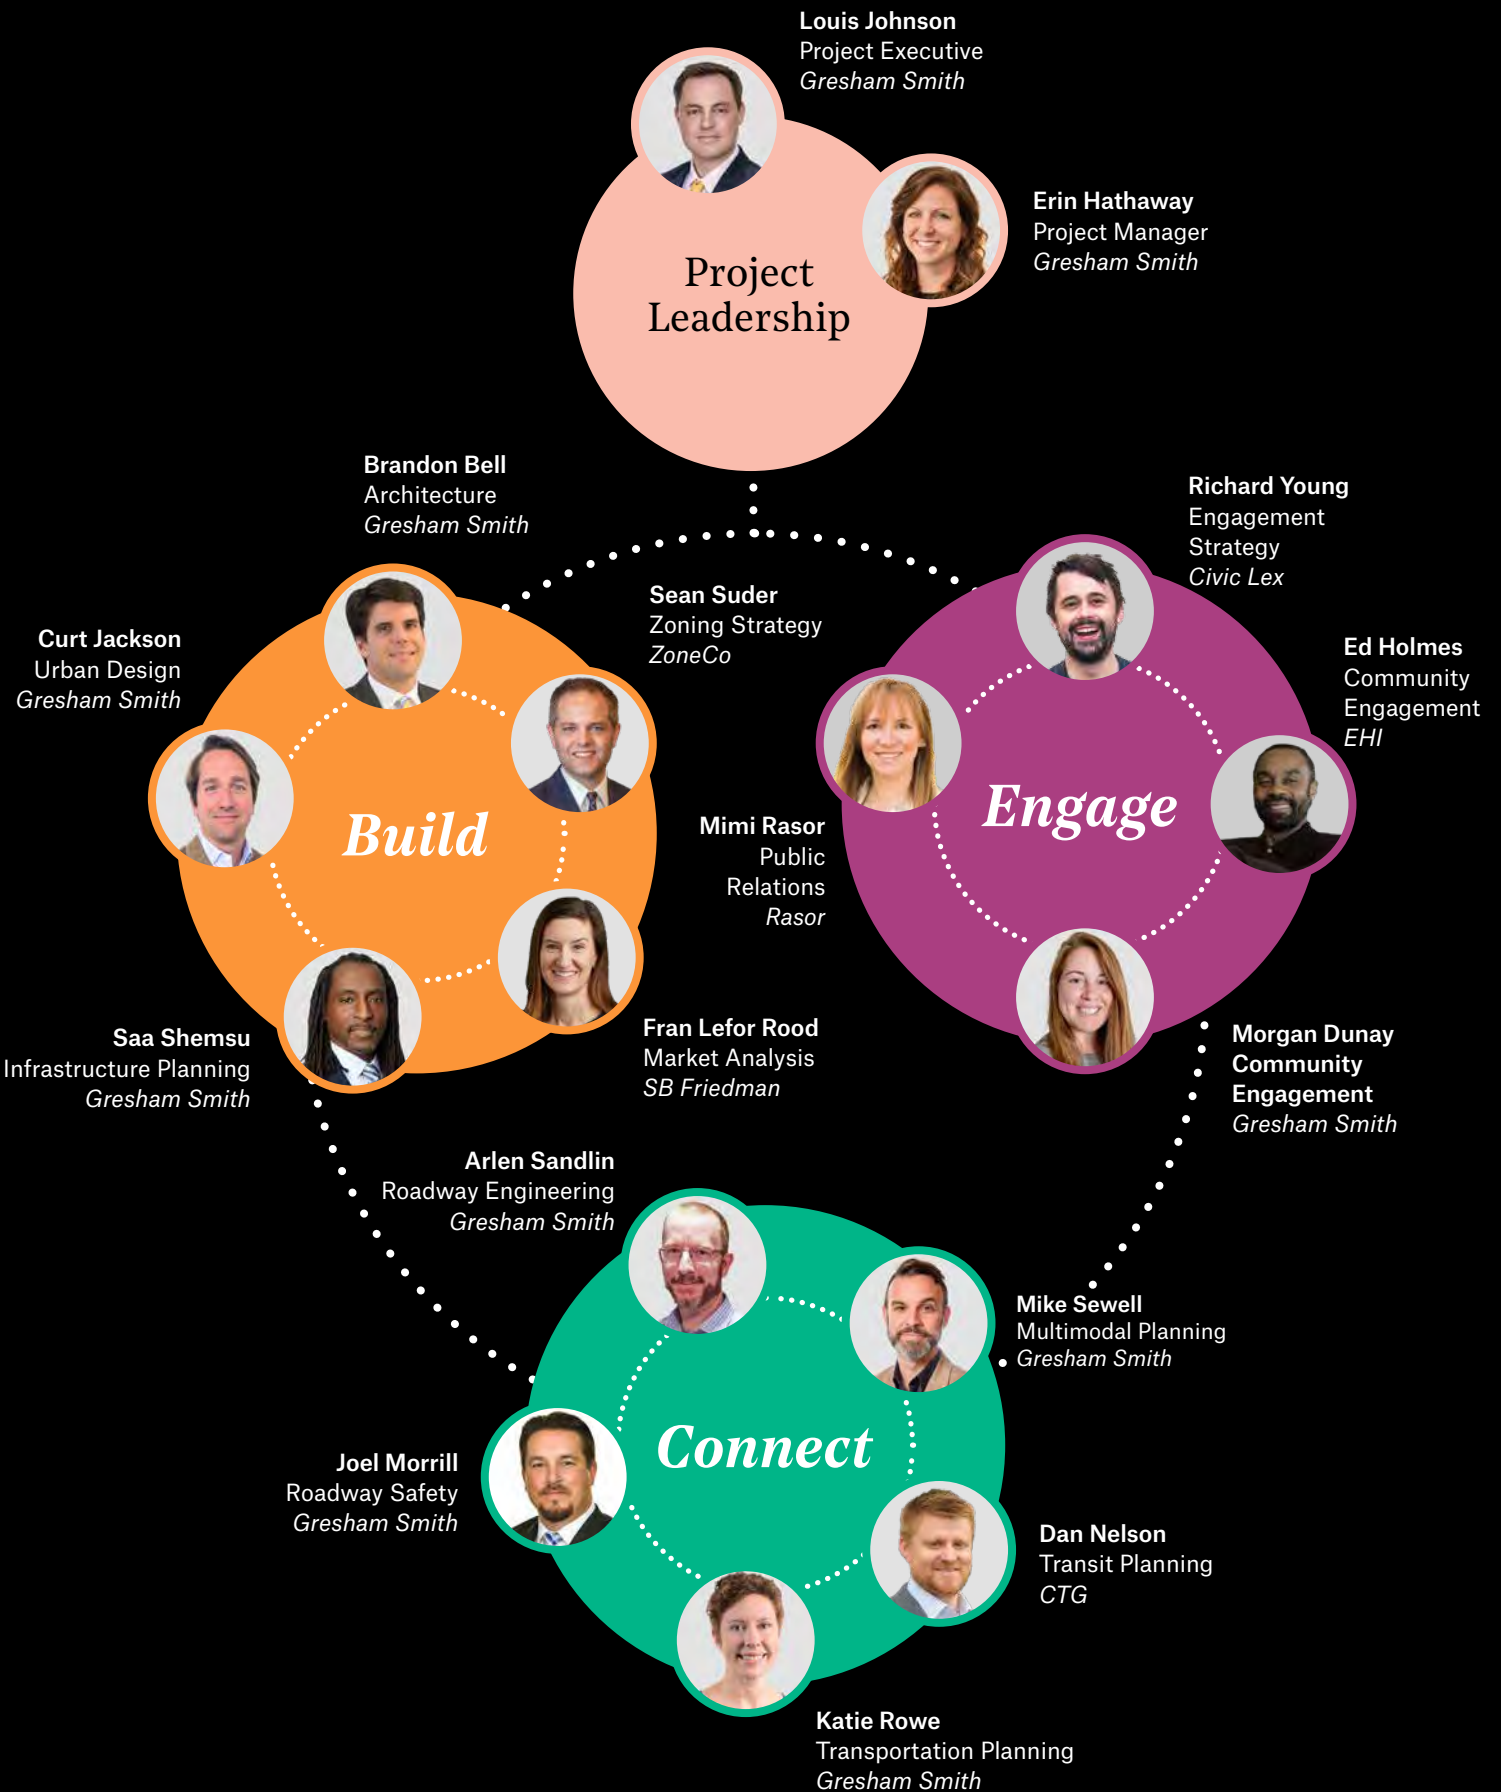 Louis Johnson
Project Executive
Gresham Smith
Erin Hathaway
Project Manager
Gresham Smith
Project
Leadership
Brandon Bell
Architecture
Gresham Smith
Richard Young
Engagement
Strategy
Civic Lex
Sean Suder
Zoning Strategy
ZoneCo
Curt Jackson
Urban Design
Gresham Smith
Ed Holmes
Community
Engagement
EHI
Build
Engage
Mimi Rasor
Public
Relations
Rasor
Saa Shemsu
Infrastructure Planning
Gresham Smith
Fran Lefor Rood
Market Analysis
SB Friedman
Morgan Dunay
Community
Engagement
Gresham Smith
Arlen Sandlin
Roadway Engineering
Gresham Smith
Mike Sewell
Multimodal Planning
Gresham Smith
Connect
Joel Morrill
Roadway Safety
Gresham Smith
Dan Nelson
Transit Planning
CTG
Katie Rowe
Transportation Planning
Gresham Smith